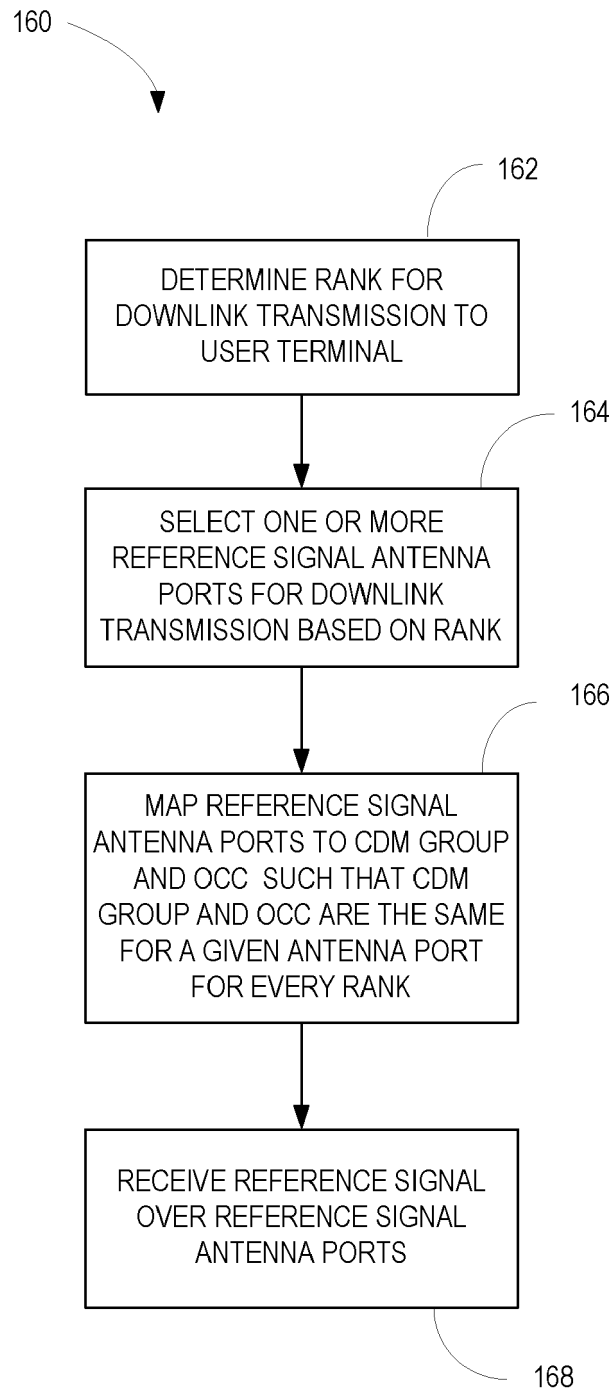 160
162
DETERMINE RANK FOR
DOWNLINK TRANSMISSION TO
USER TERMINAL
164
SELECT ONE OR MORE
REFERENCE SIGNAL ANTENNA
PORTS FOR DOWNLINK
TRANSMISSION BASED ON RANK
166
MAP REFERENCE SIGNAL
ANTENNA PORTS TO CDM GROUP
AND OCC SUCH THAT CDM
GROUP AND OCC ARE THE SAME
FOR A GIVEN ANTENNA PORT
FOR EVERY RANK
RECEIVE REFERENCE SIGNAL
OVER REFERENCE SIGNAL
ANTENNA PORTS
168